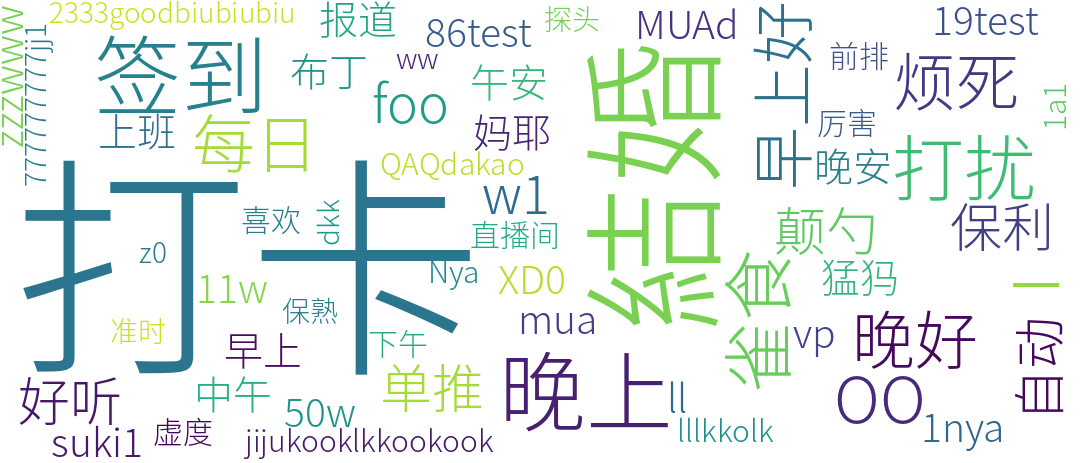 2333goodbiubiubiu
报道
86test
MUAd
探头
19test
zzzwwww
签到
布丁
ww
午安
早上好
前排
烦死
foo
結婚
厉害
1a1
上班
每日
妈耶
晚安
打扰
QAQdakao
w1
打卡
喜欢
dkk
直播间
颠勺
保利
z0
11w
Nya
XD0
雀食
猛犸
保熟
mua
vp
晚好
自动一
准时
早上
下午
晚上
好听
中午
单推
50w
ll
OO
suki1
虚度
jijukooklkkookook
lllkkolk
1nya